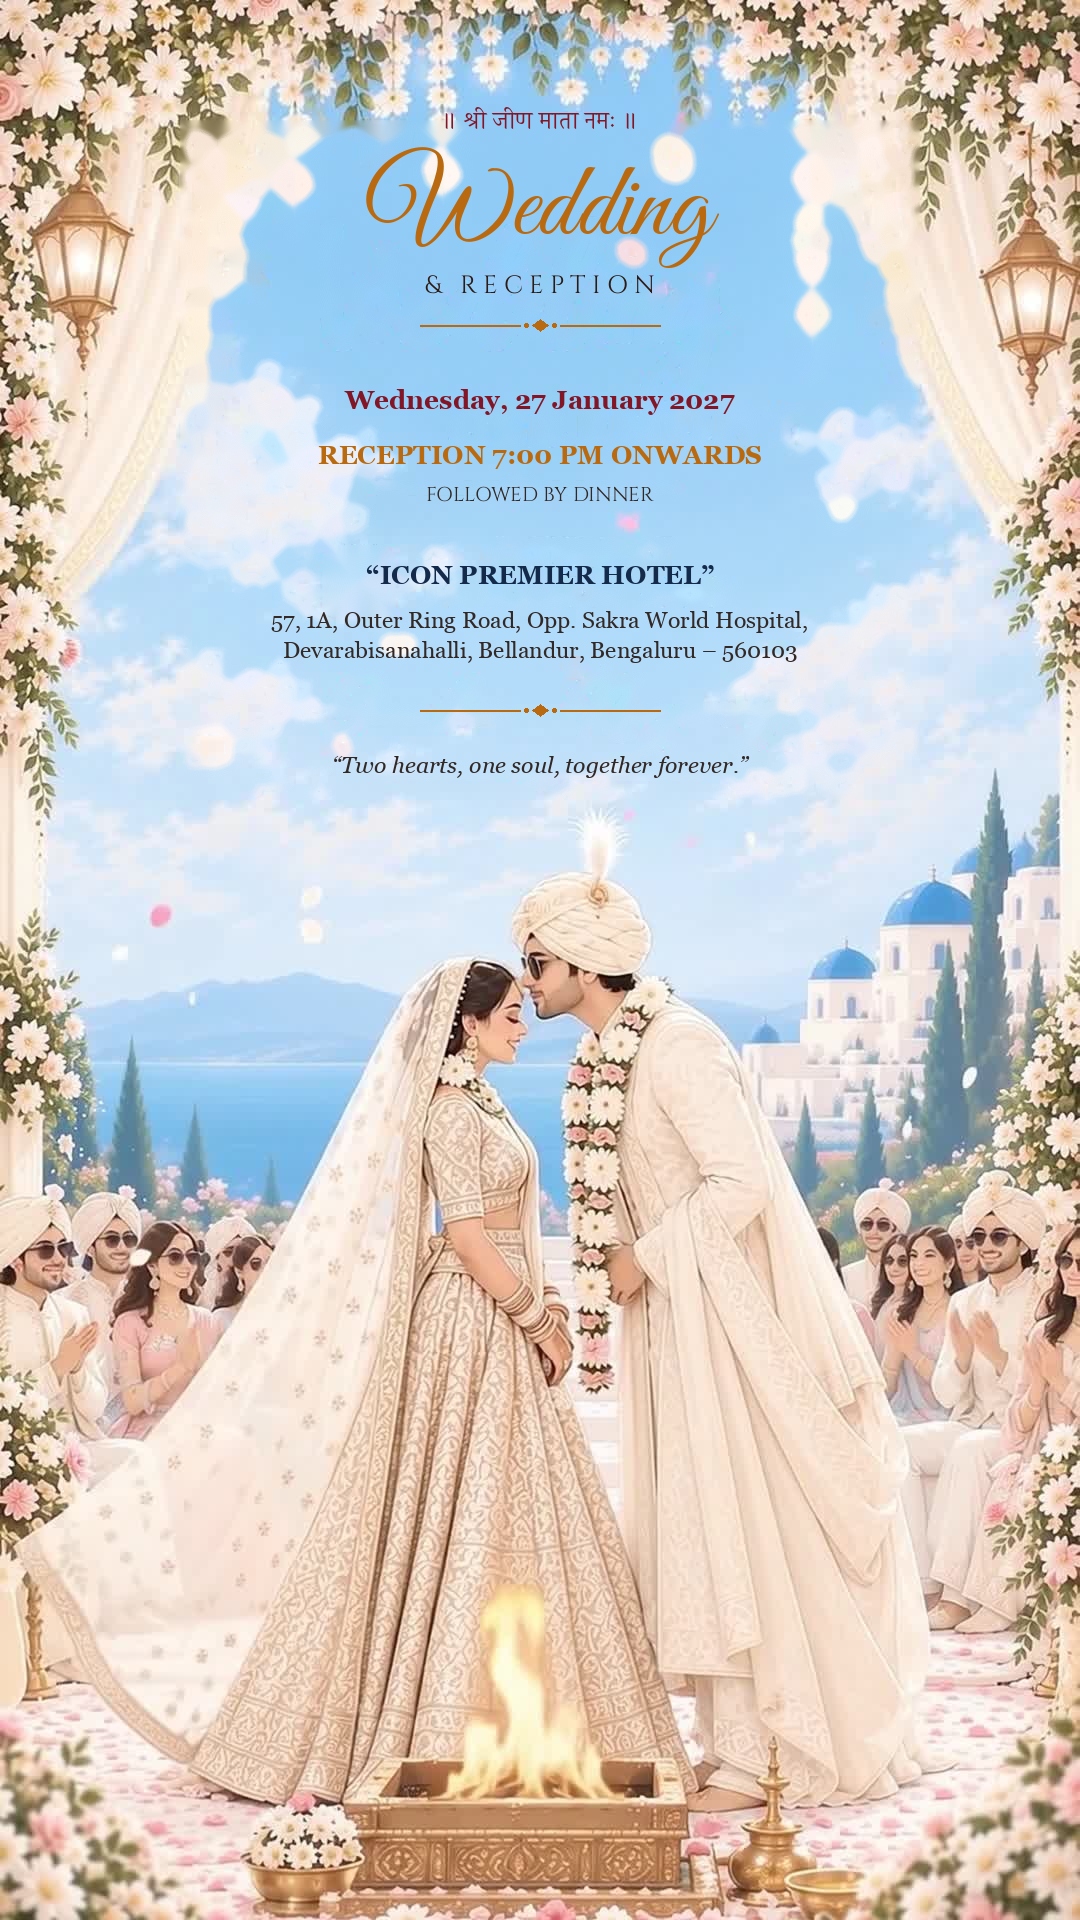 ॥ श्री जीण माता नमः ॥
Wedding
& RECEPTION
Wednesday, 27 January 2027
RECEPTION 7:00 PM ONWARDS
FOLLOWED BY DINNER
“ICON PREMIER HOTEL”
57, 1A, Outer Ring Road, Opp. Sakra World Hospital,
Devarabisanahalli, Bellandur, Bengaluru – 560103
“Two hearts, one soul, together forever.”